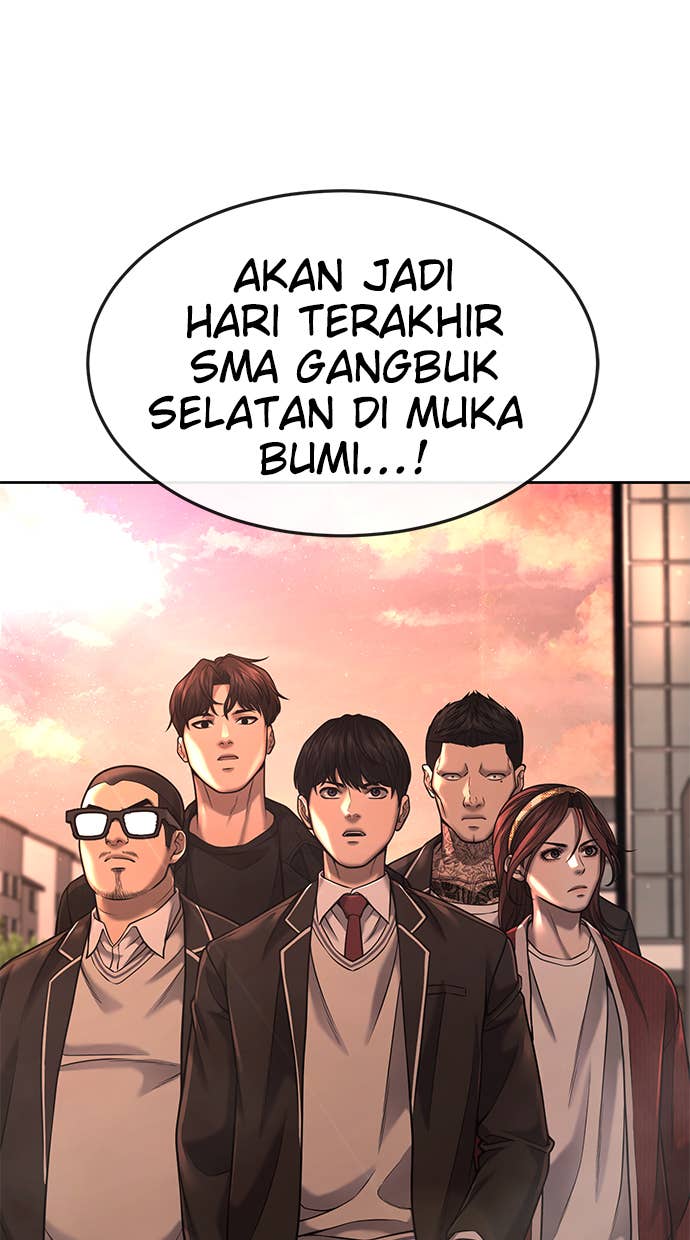 AKAN JADI
HARI TERAKHIR
SMA GANGBUK
SELATAN DI MUKA
BUMI...!